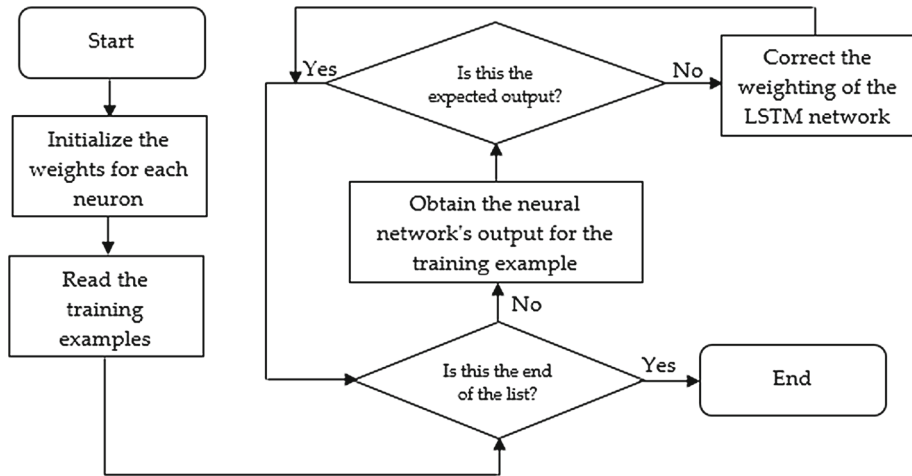 Start
Initialize the
weights for each
neuron
Read the
training
examples
Yes
Is this the
expected output?
No
Correct the
weighting of the
LSTM network
Obtain the neural
network's output for the
training example
No
Is this the end
of the list?
Yes
End